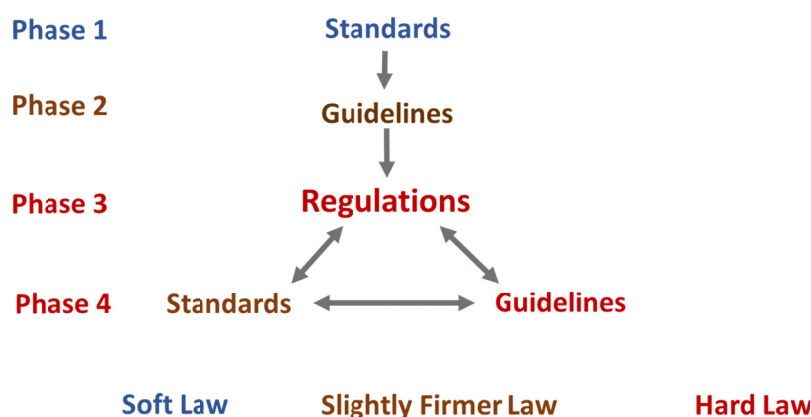 Phase 1 Standards
Phase 2 Guidelines
Phase 3 Regulations
Phase 4 Standards Guidelines
Soft Law Slightly Firmer Law Hard Law